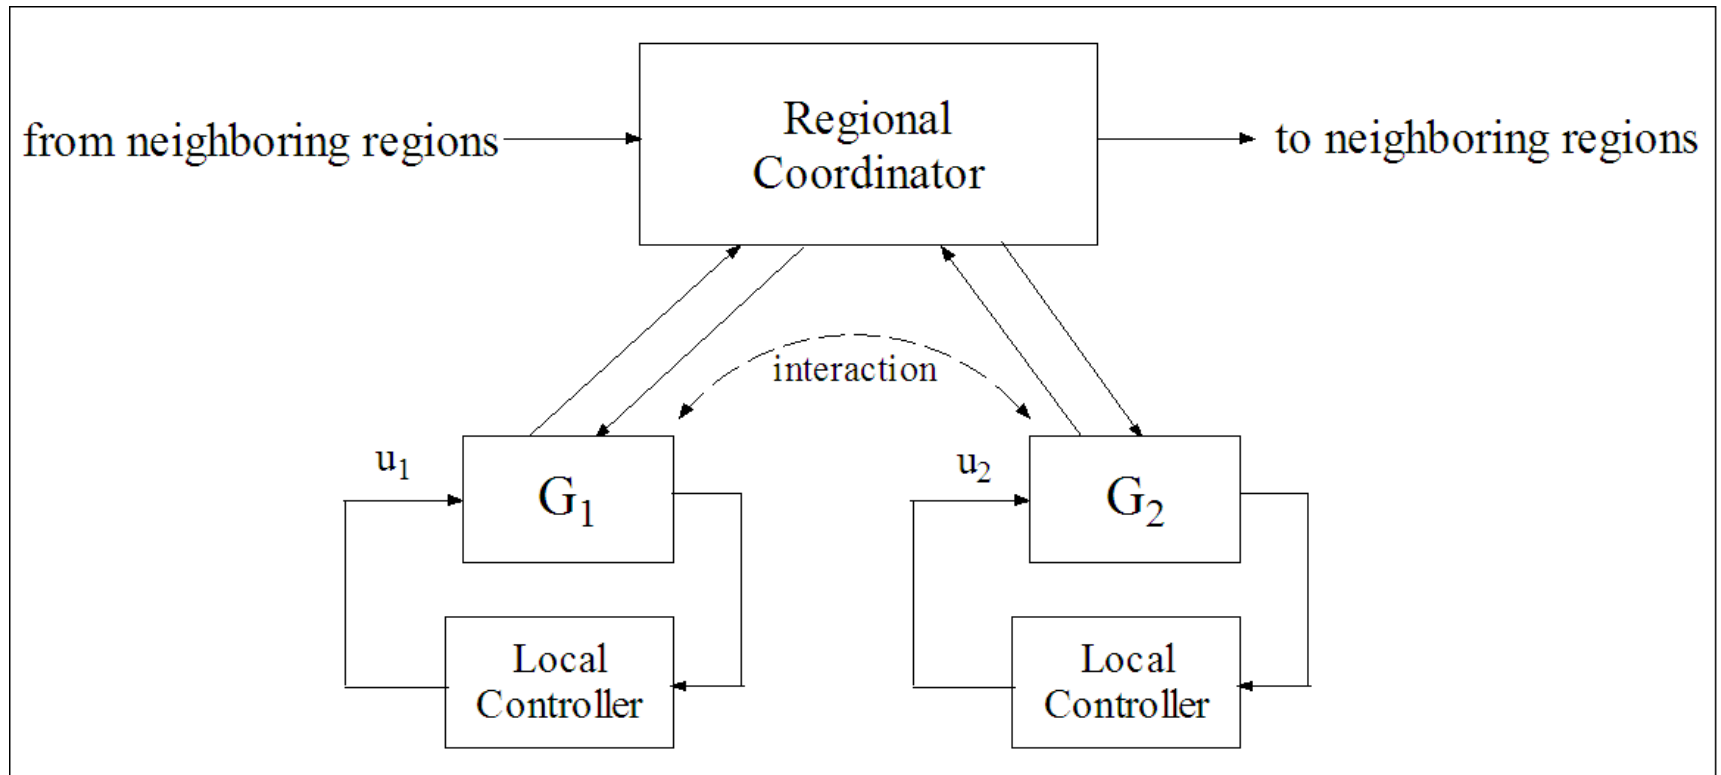 Regional
from neighboring regions
to neighboring regions
Coordinator
interaction
u₁
u₂
G₁
G₂
Local
Controller
Local
Controller